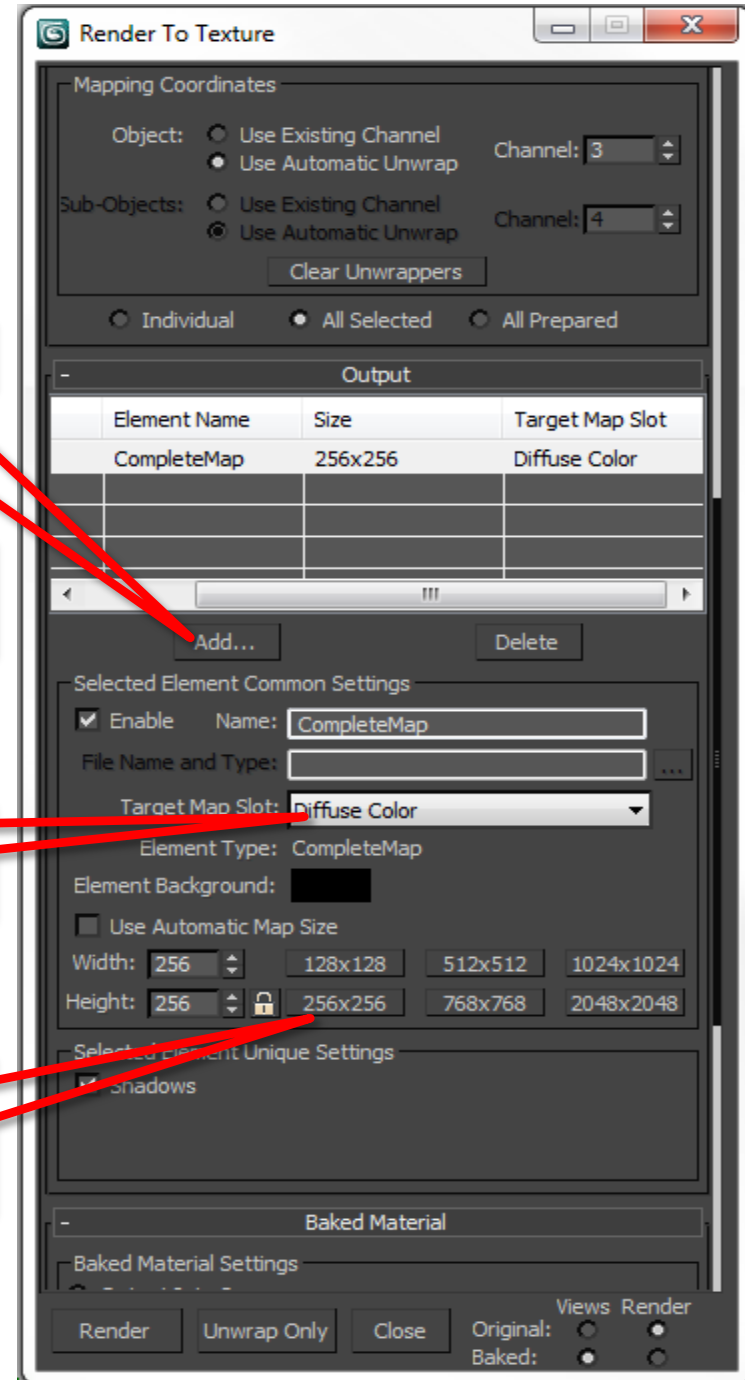 Render To Texture
Mapping Coordinates
Object: Use Existing Channel
Use Automatic Unwrap
Channel: 3
Sub-Objects: Use Existing Channel
Use Automatic Unwrap
Channel: 4
Clear Unwrappers
Individual All Selected All Prepared
- Output
Element Name Size Target Map Slot
CompleteMap 256x256 Diffuse Color
Add... Delete
Selected Element Common Settings
Enable Name: CompleteMap
File Name and Type: ...
Target Map Slot: Diffuse Color
Element Type: CompleteMap
Element Background:
Use Automatic Map Size
Width: 256 128x128 512x512 1024x1024
Height: 256 256x256 768x768 2048x2048
Selected Element Unique Settings
Shadows
- Baked Material
Baked Material Settings
Views Render
Render Unwrap Only Close Original:
Baked: